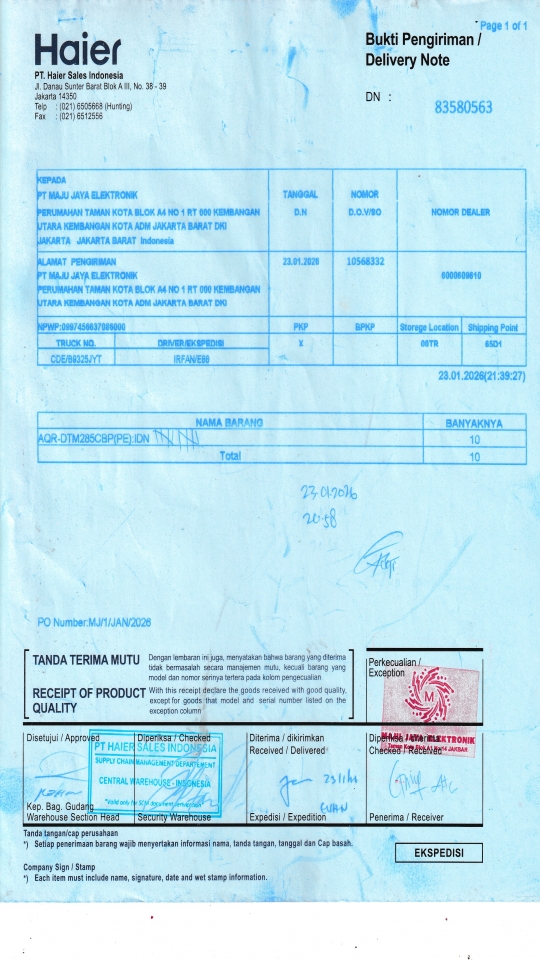 Page 1 of 1
Haier
Bukti Pengiriman /
Delivery Note
PT. Haier Sales Indonesia
Jl. Danau Sunter Barat Blok A III, No. 38 - 39
Jakarta 14350
Telp : (021) 6505668 (Hunting)
Fax : (021) 6512556
DN : 83580563
KEPADA
PT MAJU JAYA ELEKTRONIK
PERUMAHAN TAMAN KOTA BLOK A4 NO 1 RT 000 KEMBANGAN
UTARA KEMBANGAN KOTA ADM JAKARTA BARAT DKI
JAKARTA JAKARTA BARAT Indonesia
TANGGAL
D.N
NOMOR
D.O.Y/SO
NOMOR DEALER
ALAMAT PENGIRIMAN
PT MAJU JAYA ELEKTRONIK
PERUMAHAN TAMAN KOTA BLOK A4 NO 1 RT 000 KEMBANGAN
UTARA KEMBANGAN KOTA ADM JAKARTA BARAT DKI
23.01.2026
10568332
6000609610
NPWP:0997456637086000
PKP
BPKP
Storege Location
Shipping Point
TRUCK NO.
DRIVER/EKSPEDISI
X
00TR
65D1
CDE/B9325JYT
IRFAN/E68
23.01.2026(21:39:27)
NAMA BARANG
BANYAKNYA
AQR-DTM285CBP(PE).IDN
10
Total
10
23.01.2026
20.58
PO Number:MJ/1/JAN/2026
TANDA TERIMA MUTU
Dengan lembaran ini juga, menyatakan bahwa barang yang diterima
tidak bermasalah secara manajemen mutu, kecuali barang yang
model dan nomor serinya tertera pada kolom pengecualian
RECEIPT OF PRODUCT
QUALITY
With this receipt declare the goods received with good quality,
except for goods that model and serial number listed on the
exception column
Perkecualian /
Exception
M
MAJU JAYA ELEKTRONIK
Disetujui / Approved
Diperiksa / Checked
Diterima / dikirimkan
Received / Delivered
Checked / Received
PT HAIER SALES INDONESIA
SUPPLY CHAIN MANAGEMENT DEPARTEMENT
CENTRAL WAREHOUSE - INDONESIA
Kep. Bag. Gudang
Warehouse Section Head
Security Warehouse
Expedisi / Expedition
Penerima / Receiver
Tanda tangan/cap perusahaan
*) Setiap penerimaan barang wajib menyertakan informasi nama, tanda tangan, tanggal dan Cap basah.
EKSPEDISI
Company Sign / Stamp
*) Each item must include name, signature, date and wet stamp information.